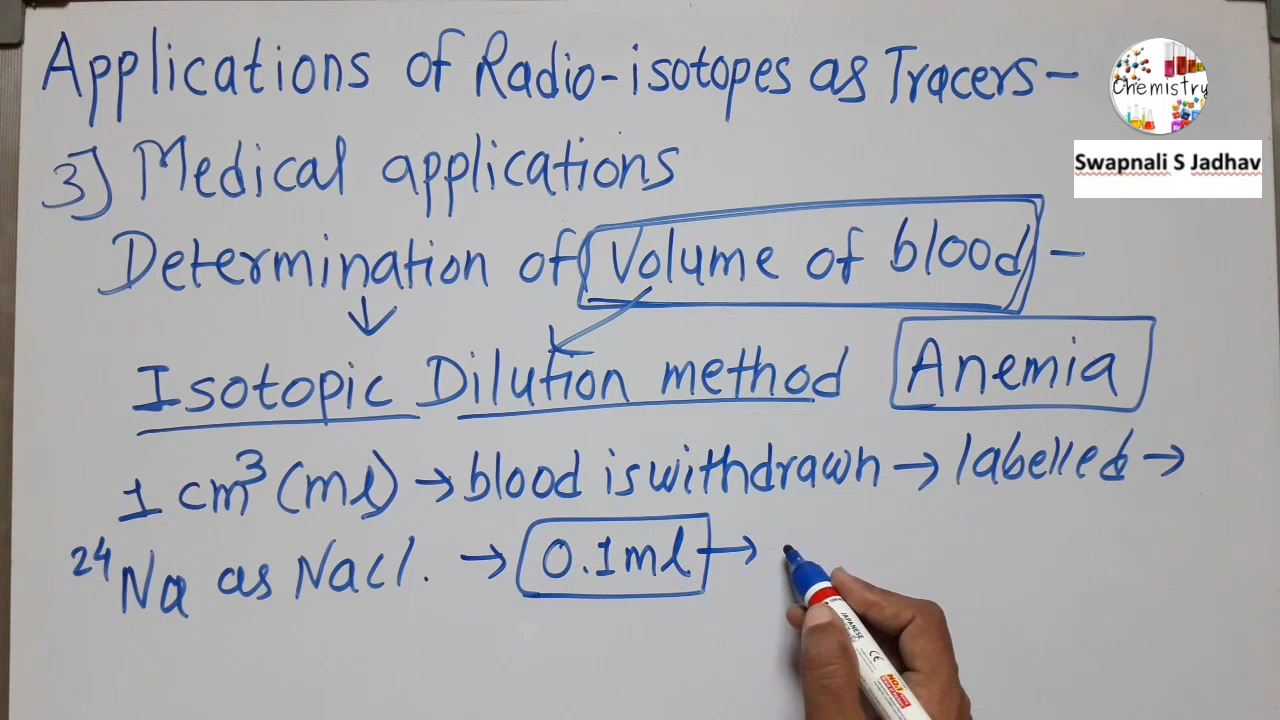 Applications of Radio-isotopes as Tracers-
Chemistry
Swapnali S Jadhav
3] Medical applications
Determination of Volume of blood -
↓
Isotopic Dilution method Anemia
1 cm³ (ml) → blood is withdrawn → labelled →
²⁴Na as NaCl. → 0.1ml →
JAPANESE